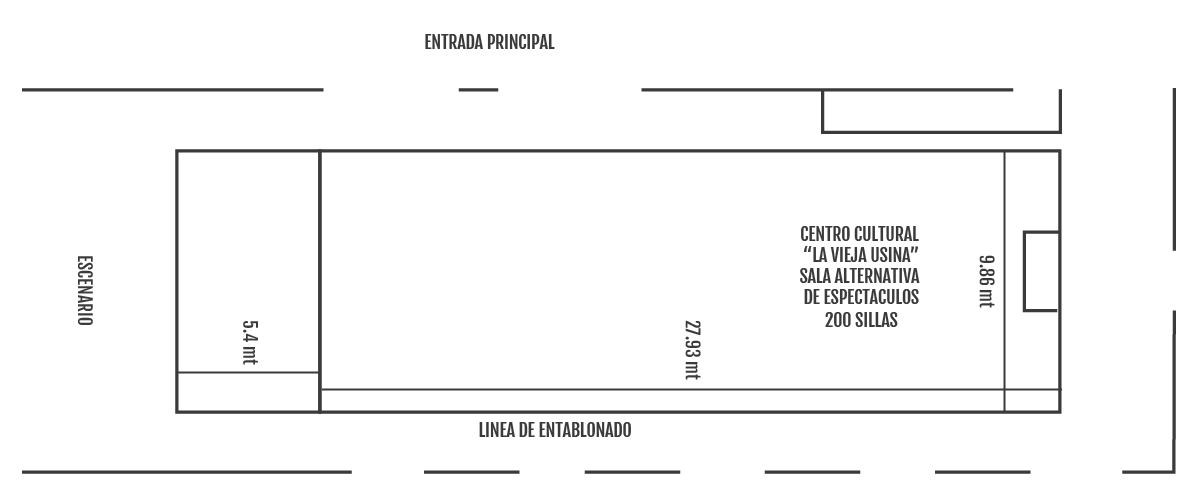 ENTRADA PRINCIPAL
ESCENARIO
5.4 mt
27.93 mt
CENTRO CULTURAL
“LA VIEJA USINA”
SALA ALTERNATIVA
DE ESPECTACULOS
200 SILLAS
9.86 mt
LINEA DE ENTABLONADO